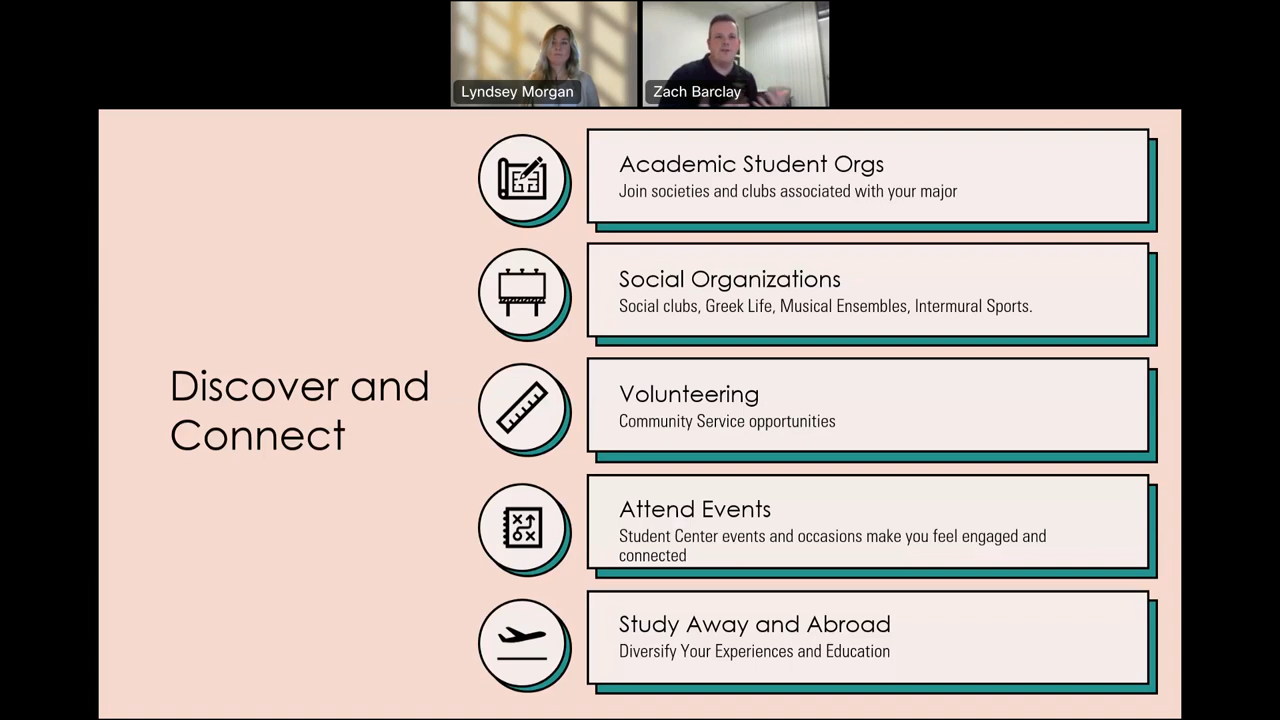 Lyndsey Morgan
Zach Barclay
Discover and
Connect
Academic Student Orgs
Join societies and clubs associated with your major
Social Organizations
Social clubs, Greek Life, Musical Ensembles, Intermural Sports.
Volunteering
Community Service opportunities
Attend Events
Student Center events and occasions make you feel engaged and
connected
Study Away and Abroad
Diversify Your Experiences and Education